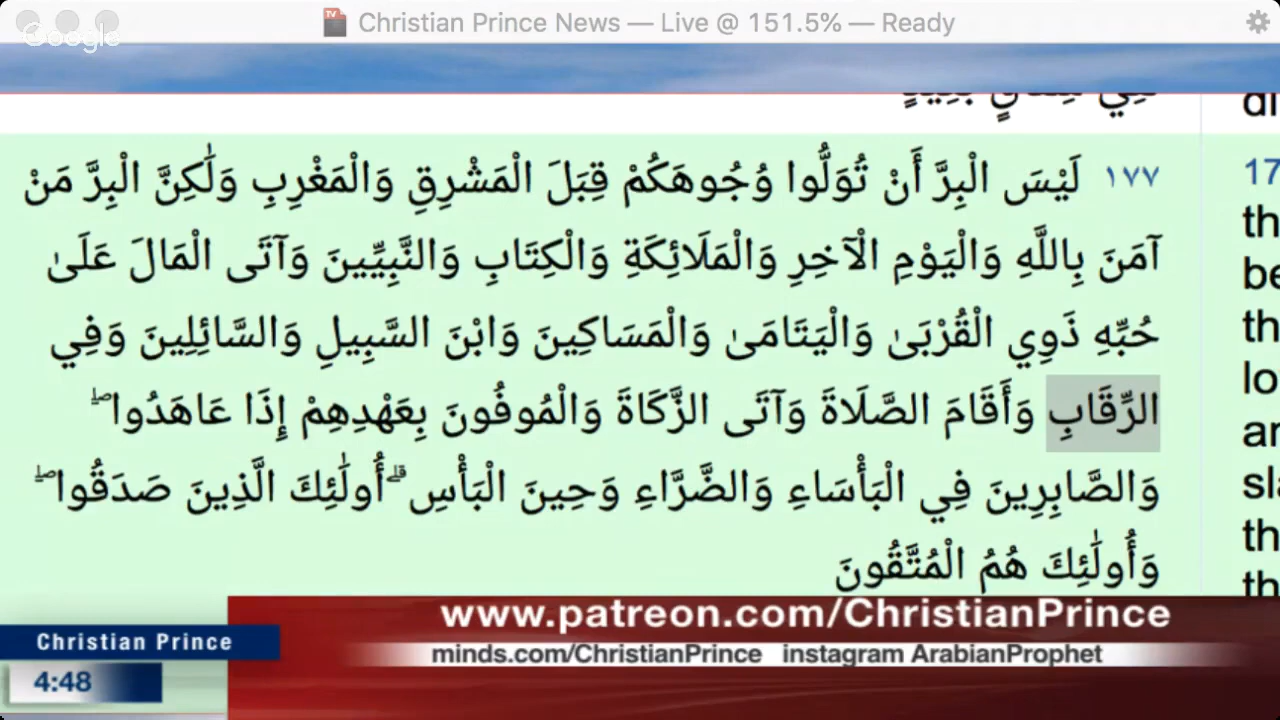 Christian Prince News — Live @ 151.5% — Ready
Google
١٧٧ لَيْسَ الْبِرَّ أَنْ تُوَلُّوا وُجُوهَكُمْ قِبَلَ الْمَشْرِقِ وَالْمَغْرِبِ وَلَٰكِنَّ الْبِرَّ مَنْ
آمَنَ بِاللَّهِ وَالْيَوْمِ الْآخِرِ وَالْمَلَائِكَةِ وَالْكِتَابِ وَالنَّبِيِّينَ وَآتَى الْمَالَ عَلَىٰ
حُبِّهِ ذَوِي الْقُرْبَىٰ وَالْيَتَامَىٰ وَالْمَسَاكِينَ وَابْنَ السَّبِيلِ وَالسَّائِلِينَ وَفِي
الرِّقَابِ وَأَقَامَ الصَّلَاةَ وَآتَى الزَّكَاةَ وَالْمُوفُونَ بِعَهْدِهِمْ إِذَا عَاهَدُوا ۖ
وَالصَّابِرِينَ فِي الْبَأْسَاءِ وَالضَّرَّاءِ وَحِينَ الْبَأْسِ ۗ أُولَٰئِكَ الَّذِينَ صَدَقُوا ۖ
وَأُولَٰئِكَ هُمُ الْمُتَّقُونَ
www.patreon.com/ChristianPrince
Christian Prince
minds.com/ChristianPrince instagram ArabianProphet
4:48